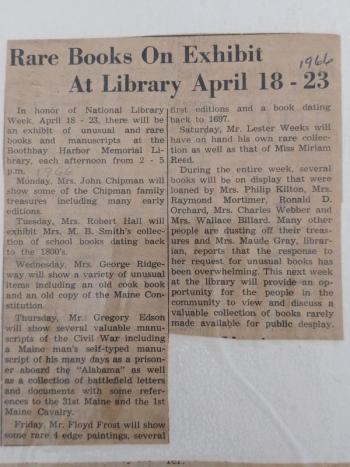 Rare Books On Exhibit
1966
At Library April 18 - 23
In honor of National Library
Week, April 18 - 23, there will be
an exhibit of unusual and rare
books and manuscripts at the
Boothbay Harbor Memorial Li-
brary, each afternoon from 2 - 5
p.m. 1966
Monday, Mrs. John Chipman will
show some of the Chipman family
treasures including many early
editions.
Tuesday, Mrs. Robert Hall will
exhibit Mrs. M. B. Smith's collec-
tion of school books dating back
to the 1800's.
Wednesday, Mrs. George Ridge-
way will show a variety of unusual
items including an old cook book
and an old copy of the Maine Con-
stitution.
Thursday, Mr. Gregory Edson
will show several valuable manu-
scripts of the Civil War including
a Maine man's self-typed manu-
script of his many days as a prison-
er aboard the "Alabama" as well
as a collection of battlefield letters
and documents with some refer-
ences to the 31st Maine and the 1st
Maine Cavalry.
Friday, Mr. Floyd Frost will show
some rare 4 edge paintings, several
first editions and a book dating
back to 1697.
Saturday, Mr. Lester Weeks will
have on hand his own rare collec-
tion as well as that of Miss Miriam
Reed.
During the entire week, several
books will be on display that were
loaned by Mrs. Philip Kilton, Mrs.
Raymond Mortimer, Ronald D.
Orchard, Mrs. Charles Webber and
Mrs. Wallace Billard. Many other
people are dusting off their treas-
ures and Mrs. Maude Gray, librar-
ian, reports that the response to
her request for unusual books has
been overwhelming. This next week
at the library will provide an op-
portunity for the people in the
community to view and discuss a
valuable collection of books rarely
made available for public desplay.